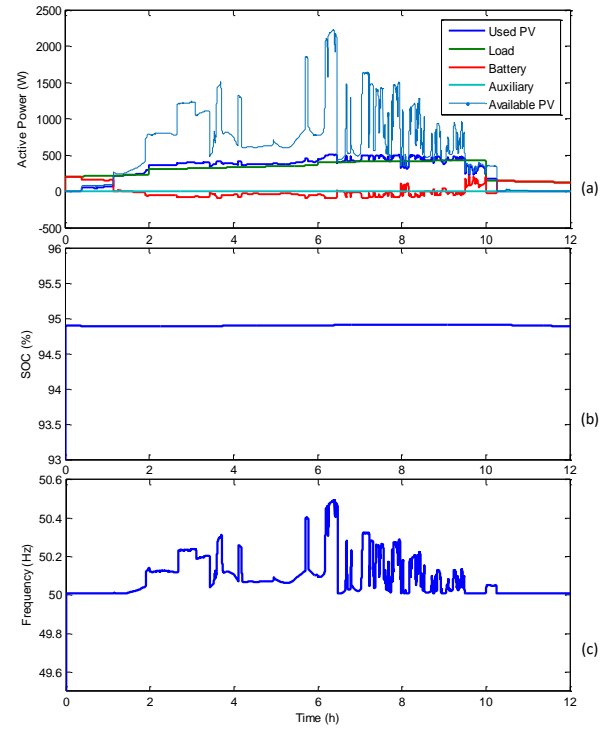 2500
2000
1500
1000
500
0
-500
Active Power (W)
Used PV
Load
Battery
Auxiliary
Available PV
0 2 4 6 8 10 12
(a)
96
95.5
95
94.5
94
93.5
93
SOC (%)
0 2 4 6 8 10 12
(b)
50.6
50.4
50.2
50
49.8
49.6
Frequency (Hz)
0 2 4 6 8 10 12
Time (h)
(c)